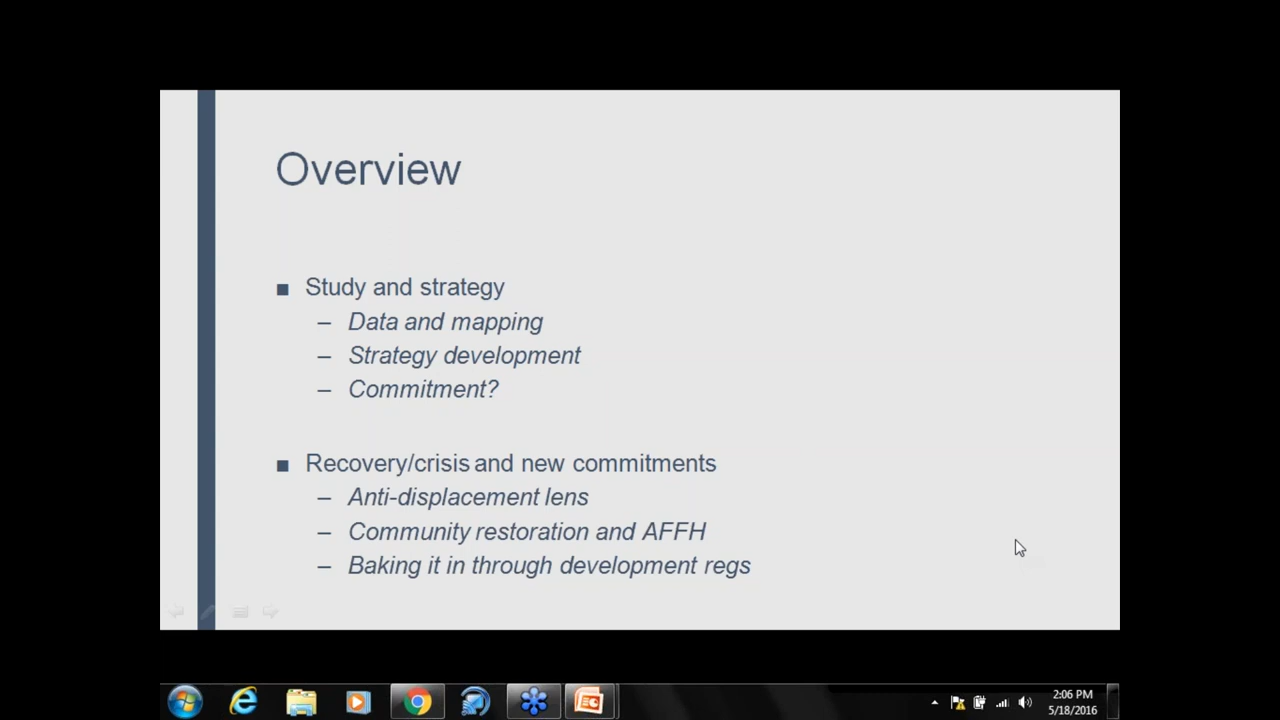 Overview
■ Study and strategy
– Data and mapping
– Strategy development
– Commitment?
■ Recovery/crisis and new commitments
– Anti-displacement lens
– Community restoration and AFFH
– Baking it in through development regs
2:06 PM
5/18/2016